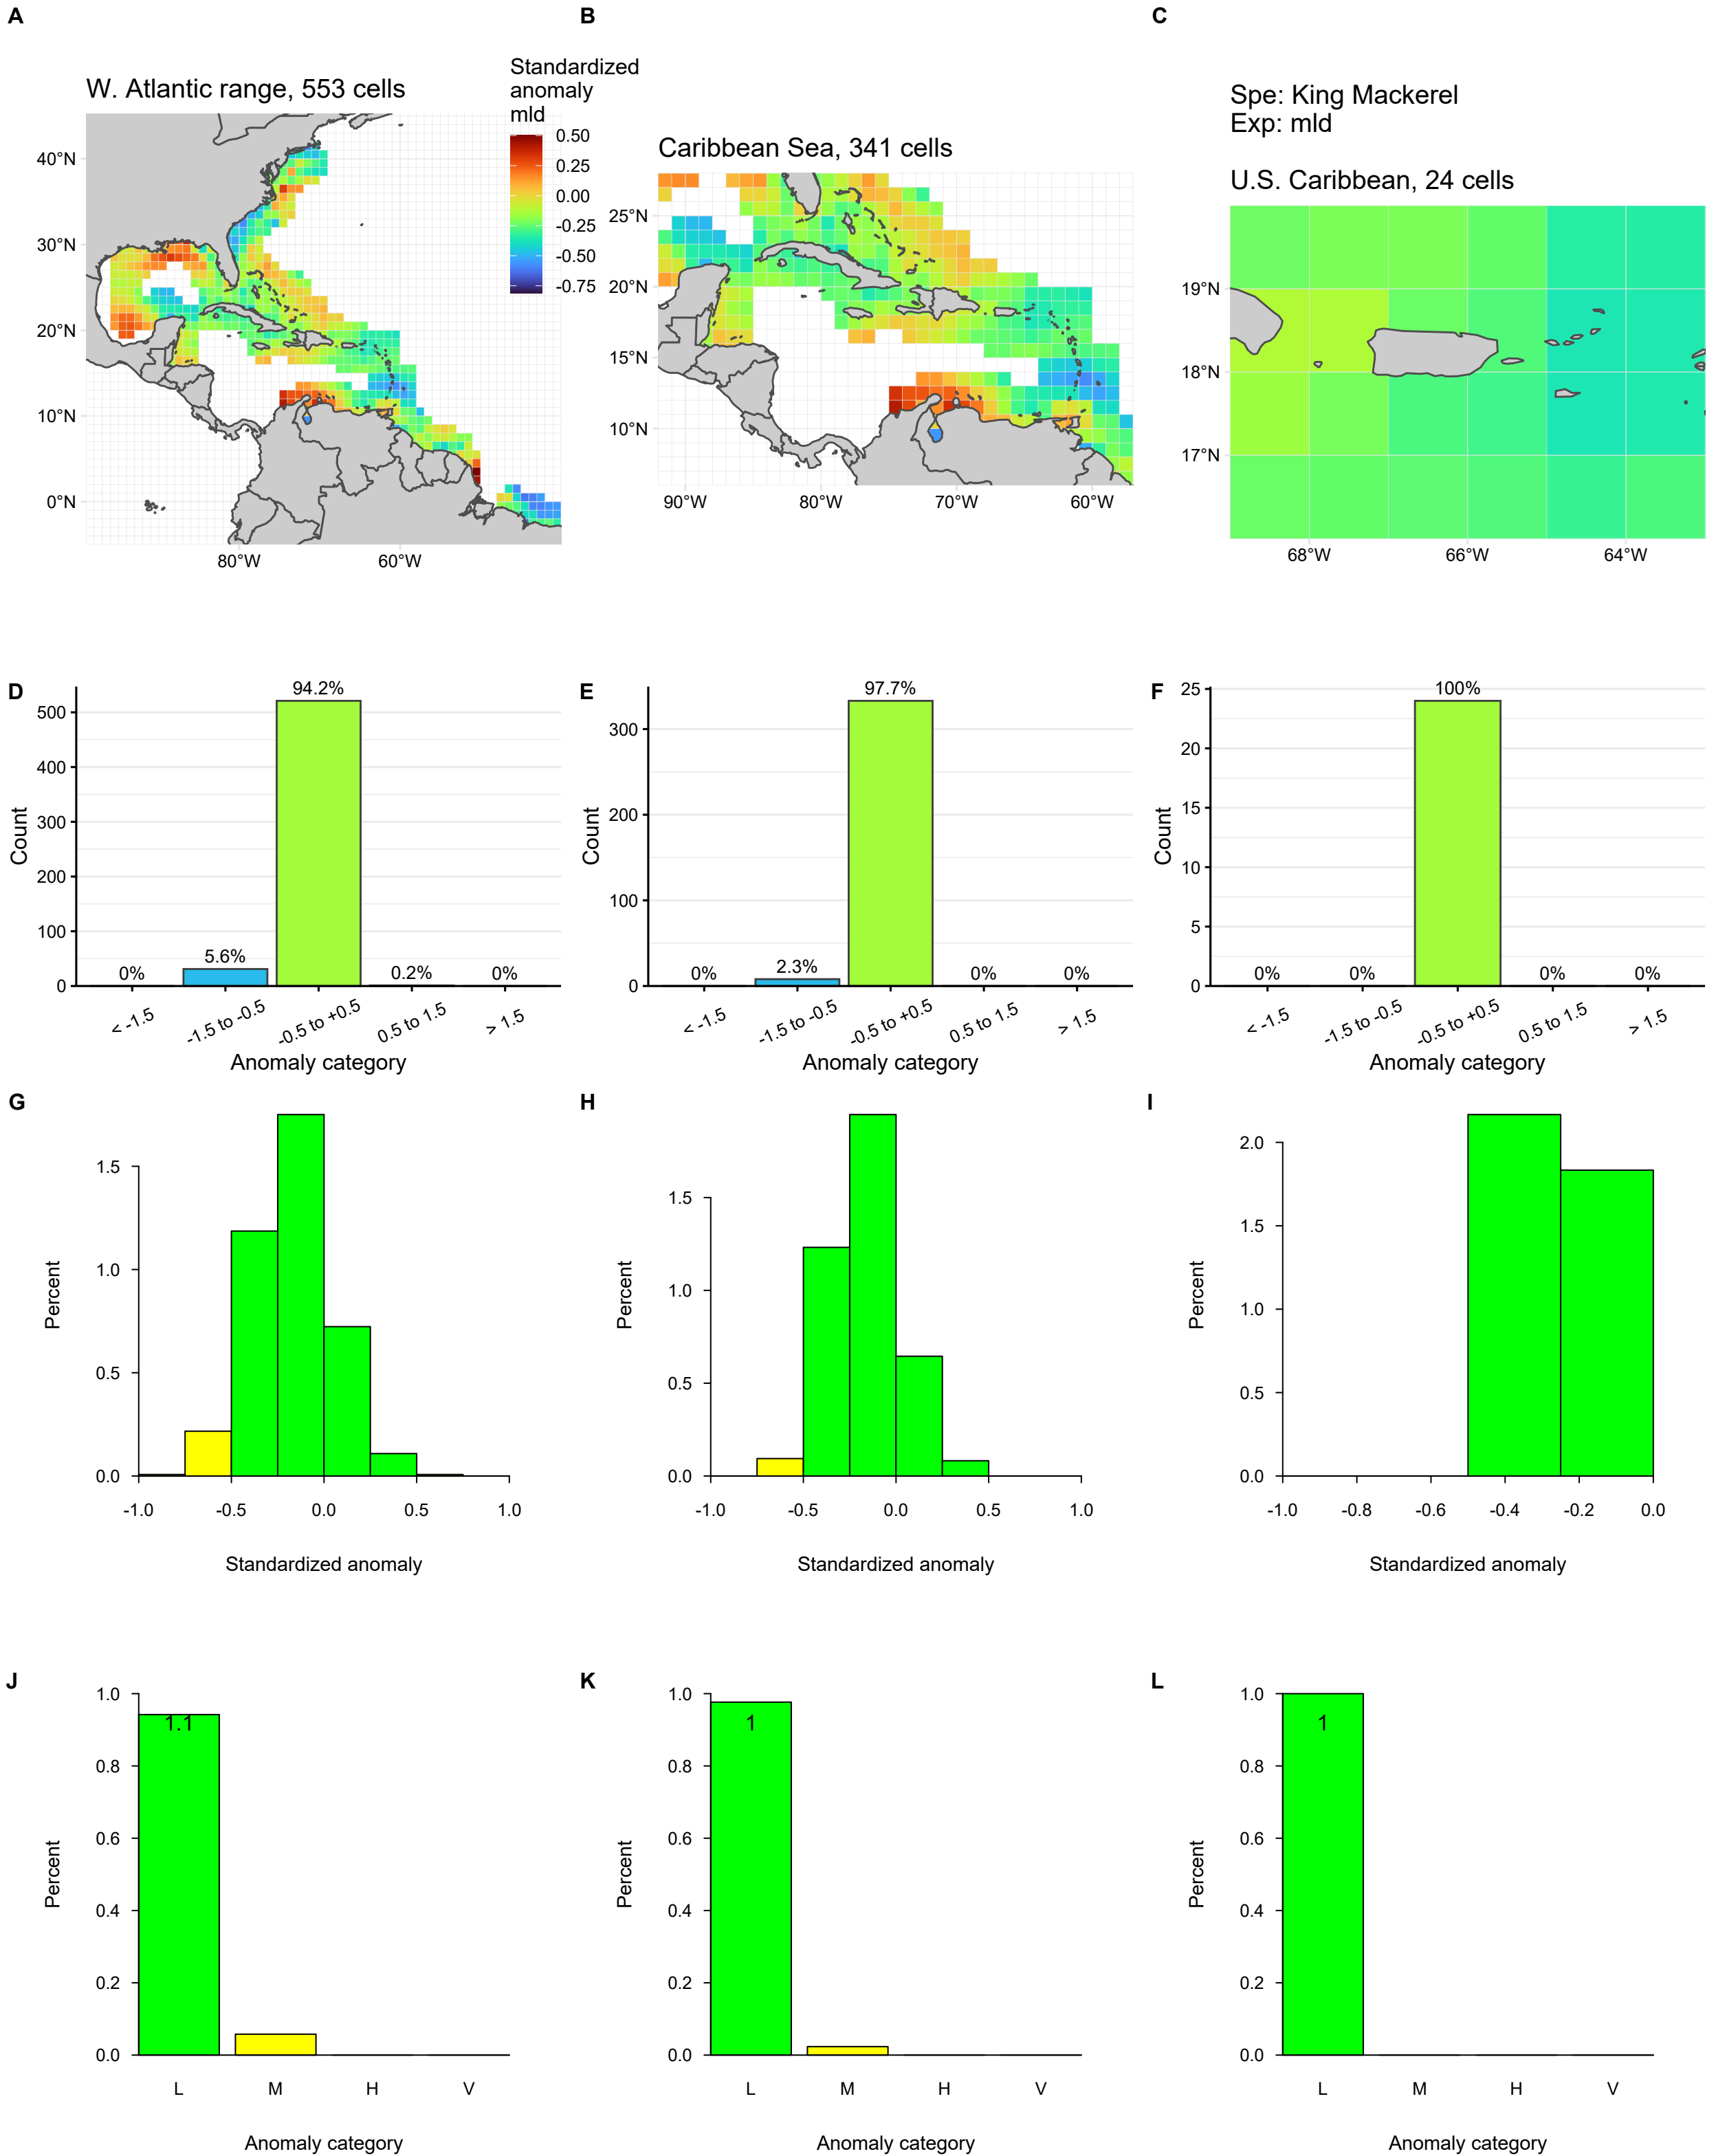 A
B
C
W. Atlantic range, 553 cells
Standardized
anomaly
mld
0.50
0.25
0.00
-0.25
-0.50
-0.75
40°N
30°N
20°N
10°N
0°N
80°W
60°W
Caribbean Sea, 341 cells
25°N
20°N
15°N
10°N
90°W
80°W
70°W
60°W
Spe: King Mackerel
Exp: mld
U.S. Caribbean, 24 cells
19°N
18°N
17°N
68°W
66°W
64°W
D
500
400
300
200
100
0
Count
0%
5.6%
94.2%
0.2%
0%
< -1.5
-1.5 to -0.5
-0.5 to +0.5
0.5 to 1.5
> 1.5
Anomaly category
E
300
200
100
0
Count
0%
2.3%
97.7%
0%
0%
< -1.5
-1.5 to -0.5
-0.5 to +0.5
0.5 to 1.5
> 1.5
Anomaly category
F
25
20
15
10
5
0
Count
0%
0%
100%
0%
0%
< -1.5
-1.5 to -0.5
-0.5 to +0.5
0.5 to 1.5
> 1.5
Anomaly category
G
1.5
1.0
0.5
0.0
Percent
-1.0
-0.5
0.0
0.5
1.0
Standardized anomaly
H
1.5
1.0
0.5
0.0
Percent
-1.0
-0.5
0.0
0.5
1.0
Standardized anomaly
I
2.0
1.5
1.0
0.5
0.0
Percent
-1.0
-0.8
-0.6
-0.4
-0.2
0.0
Standardized anomaly
J
1.0
0.8
0.6
0.4
0.2
0.0
Percent
1.1
L
M
H
V
Anomaly category
K
1.0
0.8
0.6
0.4
0.2
0.0
Percent
1
L
M
H
V
Anomaly category
L
1.0
0.8
0.6
0.4
0.2
0.0
Percent
1
L
M
H
V
Anomaly category